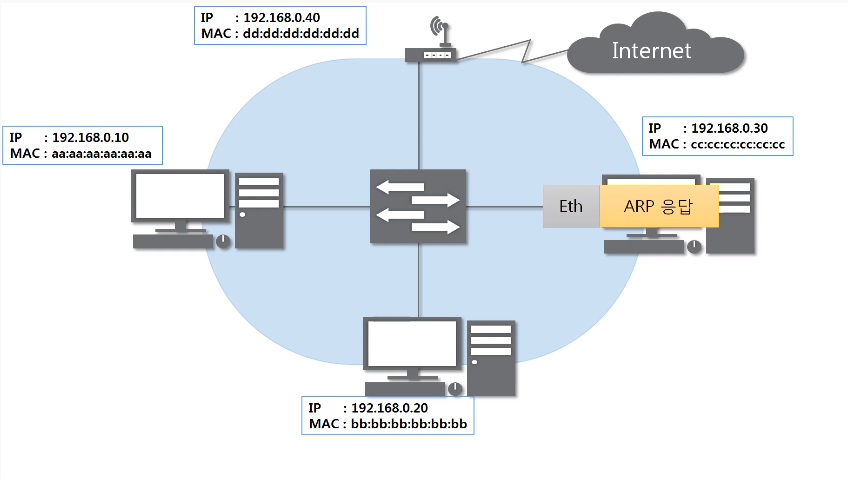 IP : 192.168.0.40
MAC : dd:dd:dd:dd:dd:dd
Internet
IP : 192.168.0.10
MAC : aa:aa:aa:aa:aa:aa
IP : 192.168.0.30
MAC : cc:cc:cc:cc:cc:cc
Eth
ARP 응답
IP : 192.168.0.20
MAC : bb:bb:bb:bb:bb:bb